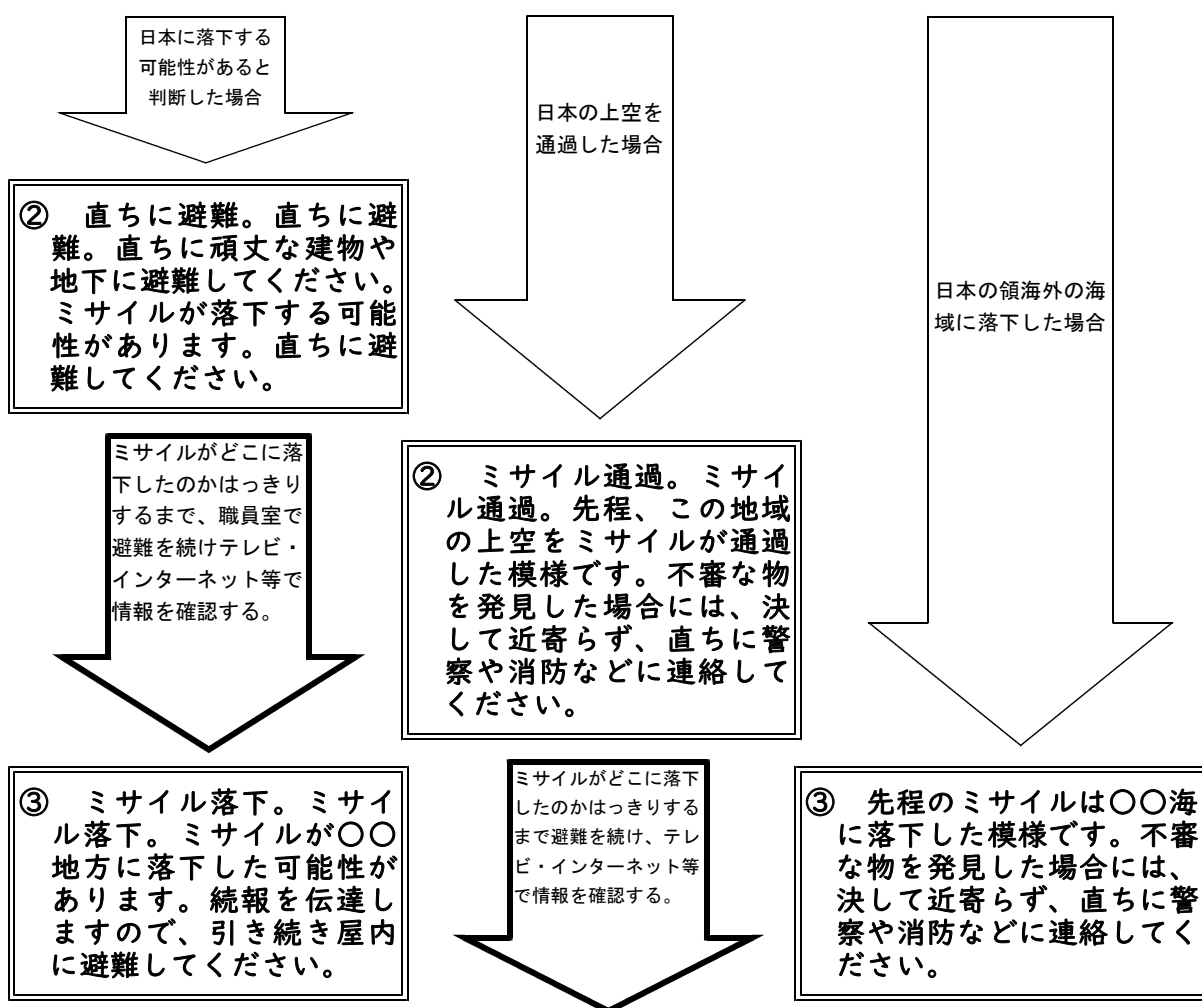 日本に落下する
可能性があると
判断した場合
② 直ちに避難。直ちに避
難。直ちに頑丈な建物や
地下に避難してください。
ミサイルが落下する可能
性があります。直ちに避
難してください。
ミサイルがどこに落
下したのかはっきり
するまで、職員室で
避難を続けテレビ・
インターネット等で
情報を確認する。
③ ミサイル落下。ミサイ
ル落下。ミサイルが〇〇
地方に落下した可能性が
あります。続報を伝達し
ますので、引き続き屋内
に避難してください。
日本の上空を
通過した場合
② ミサイル通過。ミサイ
ル通過。先程、この地域
の上空をミサイルが通過
した模様です。不審な物
を発見した場合には、決
して近寄らず、直ちに警
察や消防などに連絡して
ください。
ミサイルがどこに落下
したのかはっきりする
まで避難を続け、テレ
ビ・インターネット等
で情報を確認する。
日本の領海外の海
域に落下した場合
③ 先程のミサイルは〇〇海
に落下した模様です。不審
な物を発見した場合には、
決して近寄らず、直ちに警
察や消防などに連絡してく
ださい。